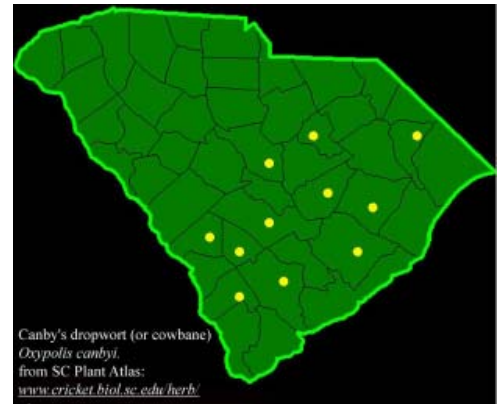 Canby's dropwort (or cowbane)
Oxypolis canbyi.
from SC Plant Atlas:
www.cricket.biol.sc.edu/herb/